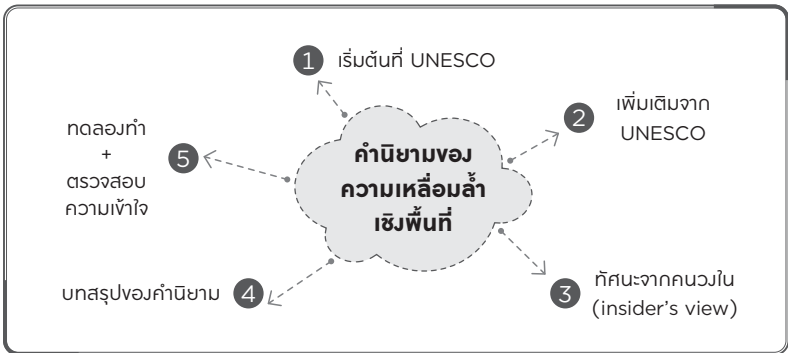 1 เริ่มต้นที่ UNESCO
2 เพิ่มเติมจาก
UNESCO
ทดลองทำ
+
ตรวจสอบ
ความเข้าใจ
5
คำนิยามของ
ความเหลื่อมล้ำ
เชิงพื้นที่
3 ทัศนะจากคนวงใน
(insider's view)
บทสรุปของคำนิยาม 4